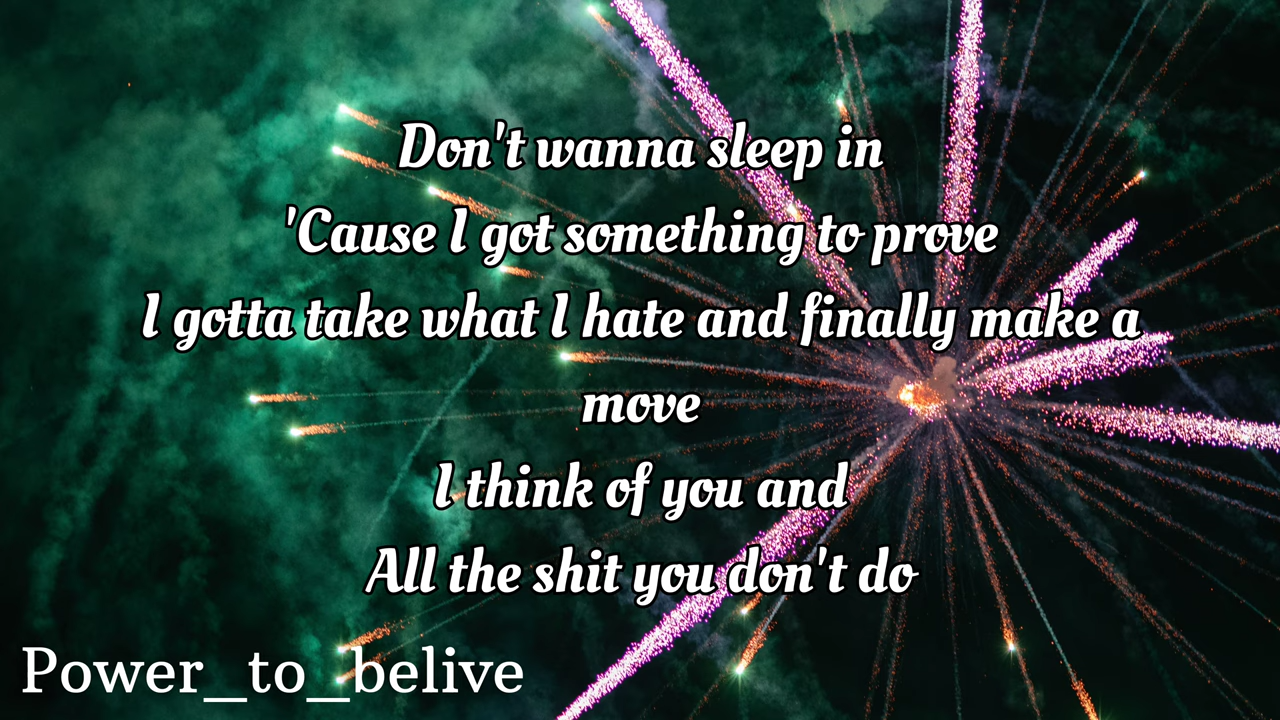 Don't wanna sleep in
'Cause I got something to prove
I gotta take what I hate and finally make a
move
I think of you and
All the shit you don't do
Power_to_belive